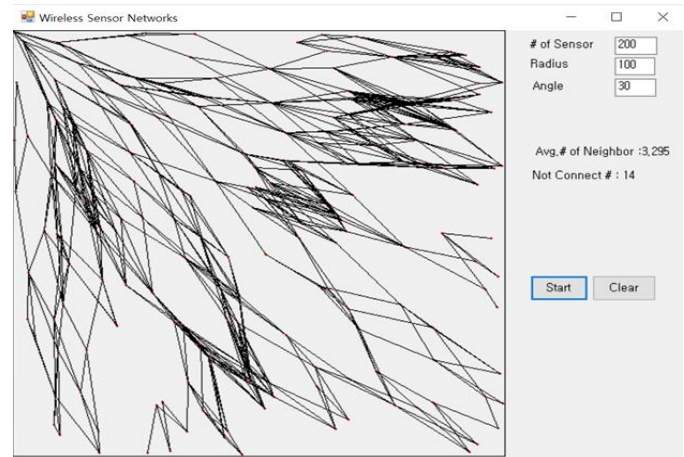 Wireless Sensor Networks
# of Sensor 200
Radius 100
Angle 30
Avg.# of Neighbor :3,295
Not Connect # : 14
Start Clear